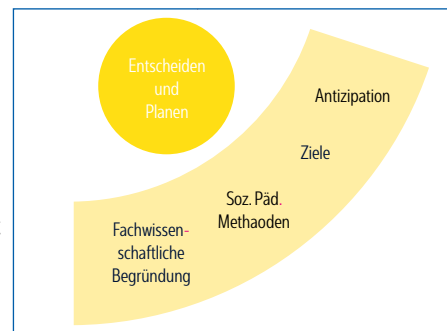 Entscheiden
und
Planen
Antizipation
Ziele
Soz. Päd.
Methaoden
Fachwissen-
schaftliche
Begründung